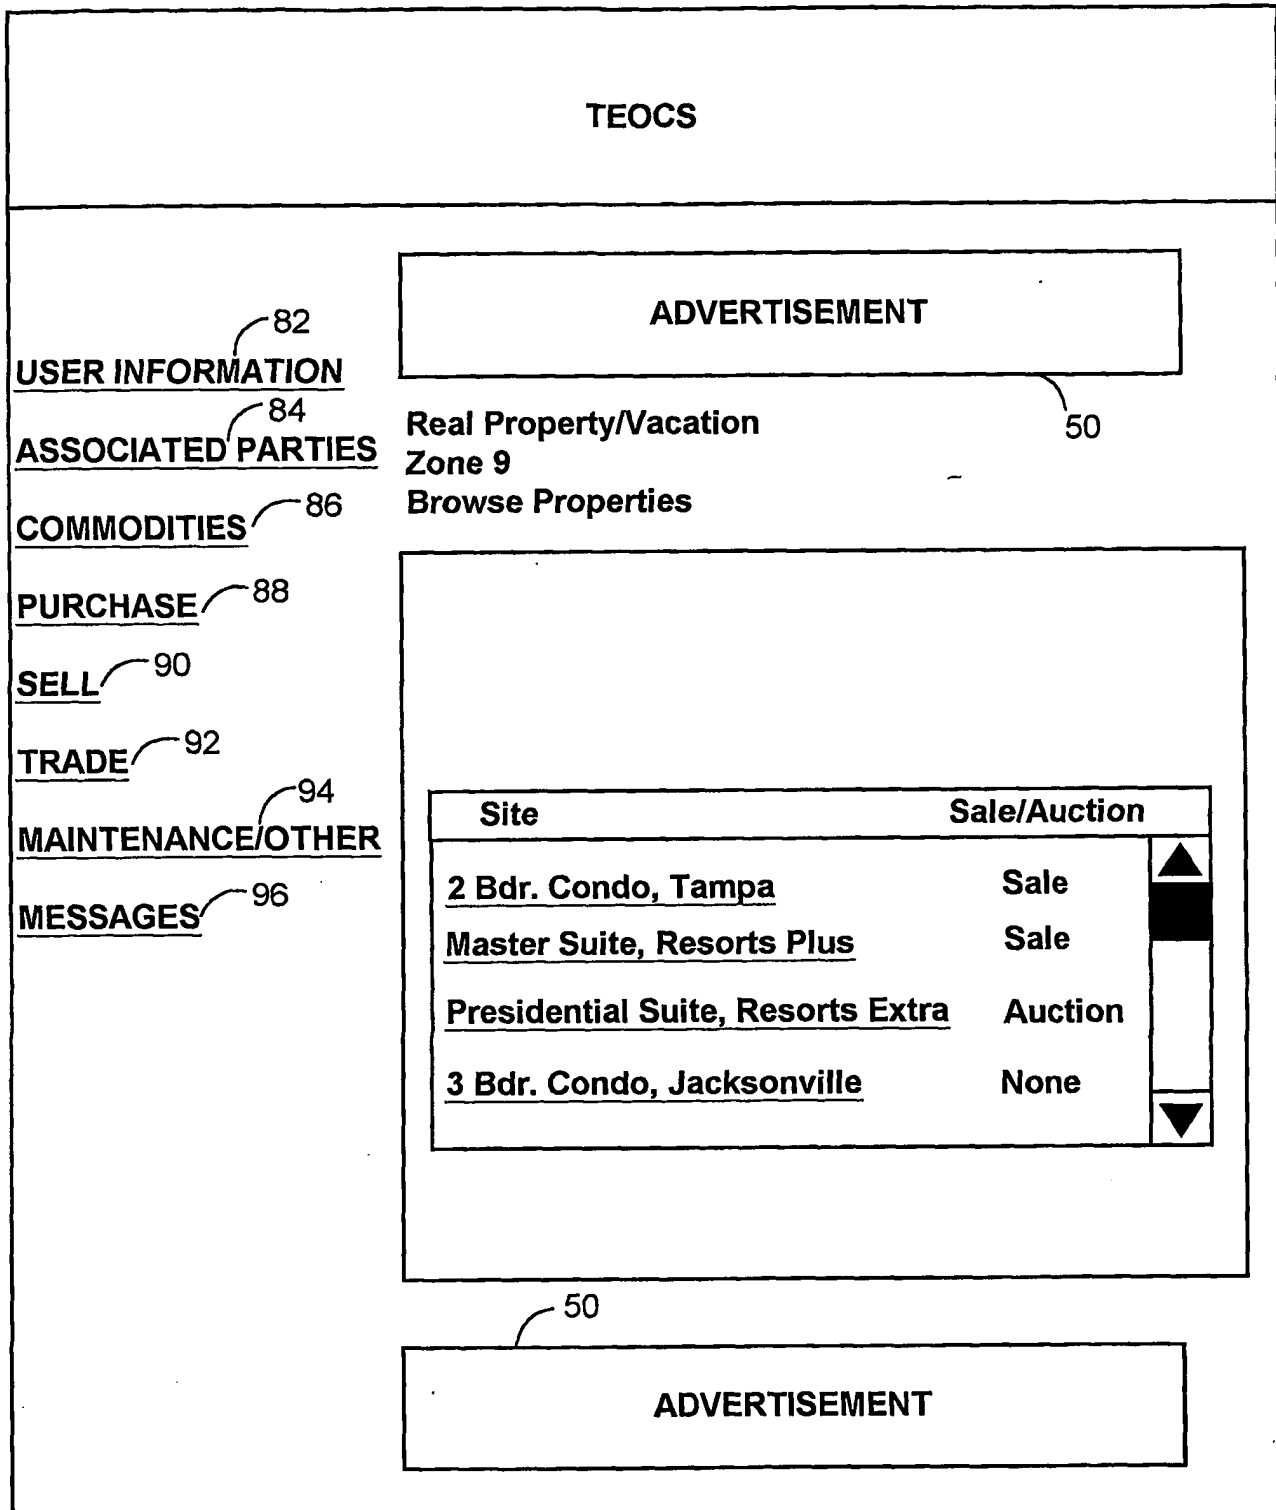 TEOCS
ADVERTISEMENT
50
82
USER INFORMATION
84
ASSOCIATED PARTIES
86
COMMODITIES
88
PURCHASE
90
SELL
92
TRADE
94
MAINTENANCE/OTHER
96
MESSAGES
Real Property/Vacation
Zone 9
Browse Properties
Site Sale/Auction
2 Bdr. Condo, Tampa Sale
Master Suite, Resorts Plus Sale
Presidential Suite, Resorts Extra Auction
3 Bdr. Condo, Jacksonville None
50
ADVERTISEMENT